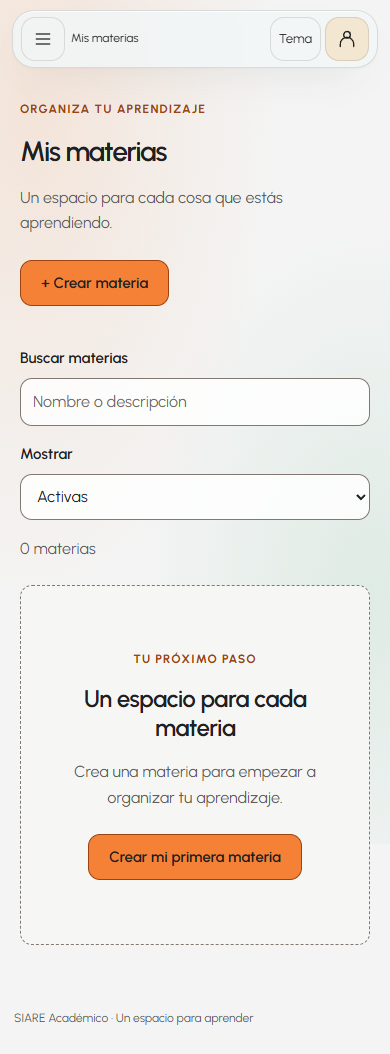 Mis materias
Tema
ORGANIZA TU APRENDIZAJE
Mis materias
Un espacio para cada cosa que estás
aprendiendo.
+ Crear materia
Buscar materias
Nombre o descripción
Mostrar
Activas
0 materias
TU PRÓXIMO PASO
Un espacio para cada
materia
Crea una materia para empezar a
organizar tu aprendizaje.
Crear mi primera materia
SIARE Académico · Un espacio para aprender